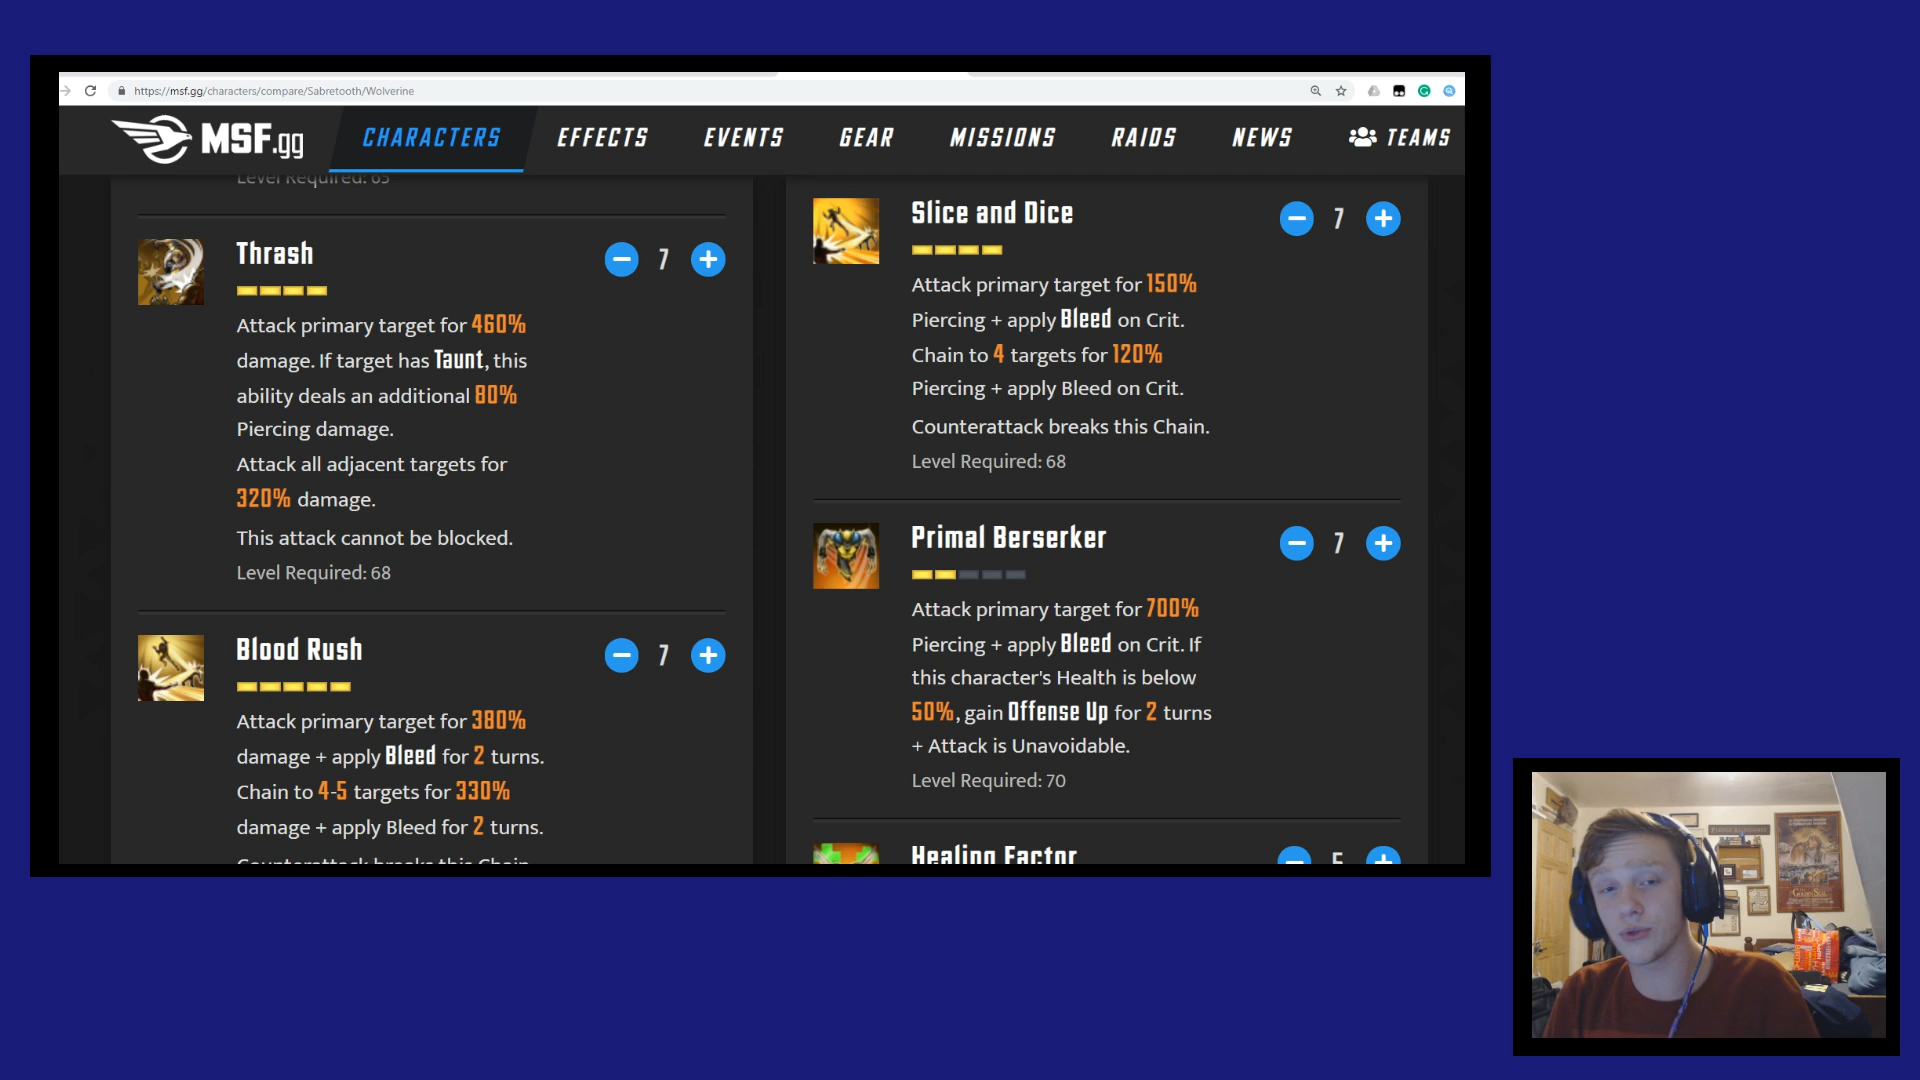 https://msf.gg/characters/compare/Sabretooth/Wolverine
MSF.gg
CHARACTERS
EFFECTS
EVENTS
GEAR
MISSIONS
RAIDS
NEWS
TEAMS
Level Required: 65
Thrash
7
Attack primary target for 460%
damage. If target has Taunt, this
ability deals an additional 80%
Piercing damage.
Attack all adjacent targets for
320% damage.
This attack cannot be blocked.
Level Required: 68
Blood Rush
7
Attack primary target for 380%
damage + apply Bleed for 2 turns.
Chain to 4-5 targets for 330%
damage + apply Bleed for 2 turns.
Counterattack breaks this Chain.
Slice and Dice
7
Attack primary target for 150%
Piercing + apply Bleed on Crit.
Chain to 4 targets for 120%
Piercing + apply Bleed on Crit.
Counterattack breaks this Chain.
Level Required: 68
Primal Berserker
7
Attack primary target for 700%
Piercing + apply Bleed on Crit. If
this character's Health is below
50%, gain Offense Up for 2 turns
+ Attack is Unavoidable.
Level Required: 70
Healing Factor